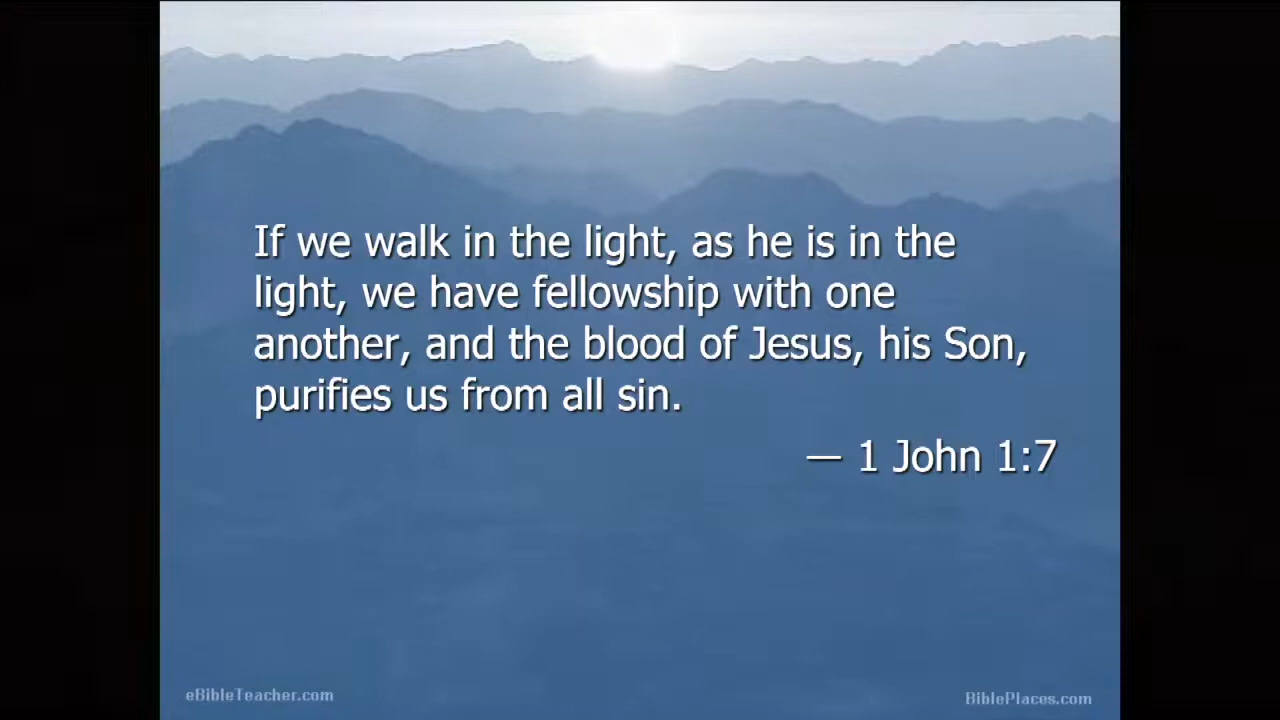 If we walk in the light, as he is in the
light, we have fellowship with one
another, and the blood of Jesus, his Son,
purifies us from all sin.
— 1 John 1:7
eBibleTeacher.com
BiblePlaces.com